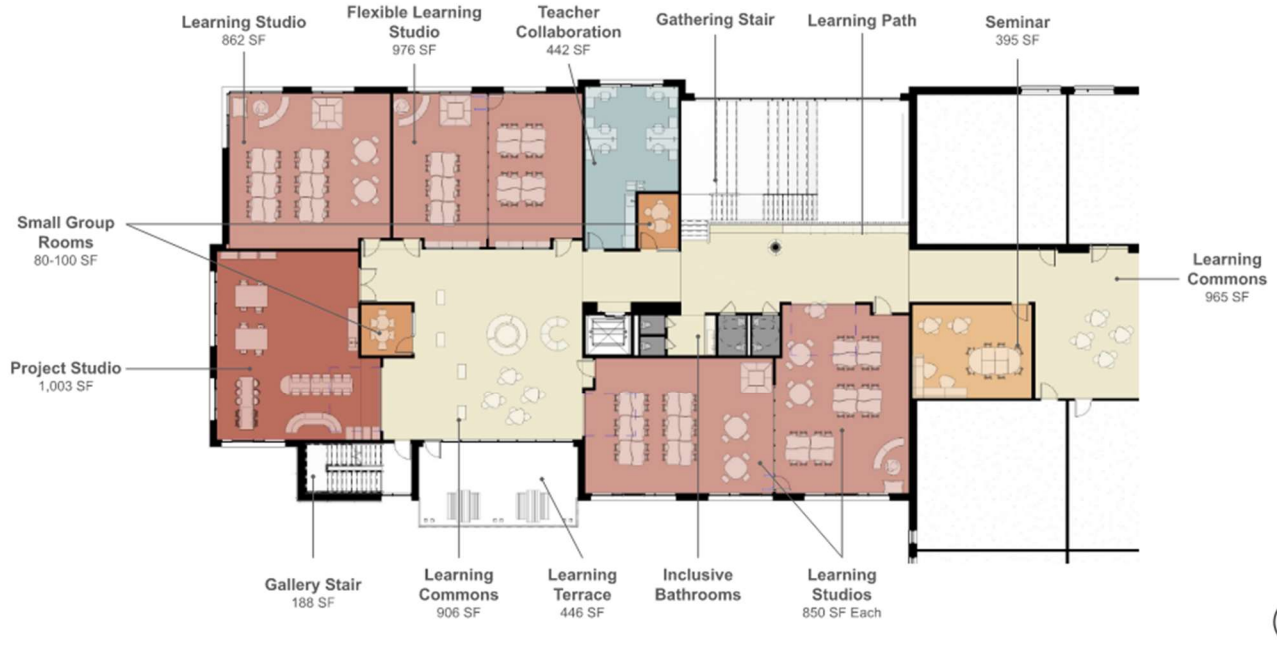 Learning Studio
862 SF
Flexible Learning
Studio
976 SF
Teacher
Collaboration
442 SF
Gathering Stair
Learning Path
Seminar
395 SF
Small Group
Rooms
80-100 SF
Learning
Commons
965 SF
Project Studio
1,003 SF
Gallery Stair
188 SF
Learning
Commons
906 SF
Learning
Terrace
446 SF
Inclusive
Bathrooms
Learning
Studios
850 SF Each